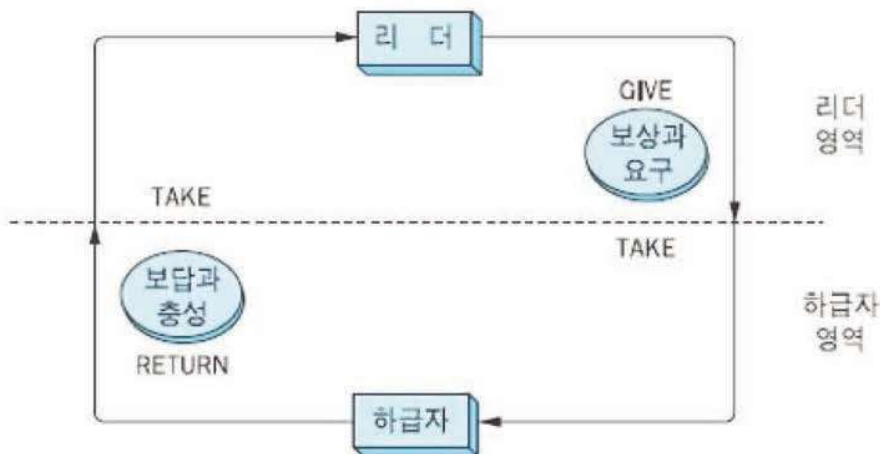 리 더
GIVE
보상과
요구
리더
영역
TAKE
TAKE
보답과
충성
RETURN
하급자
영역
하급자